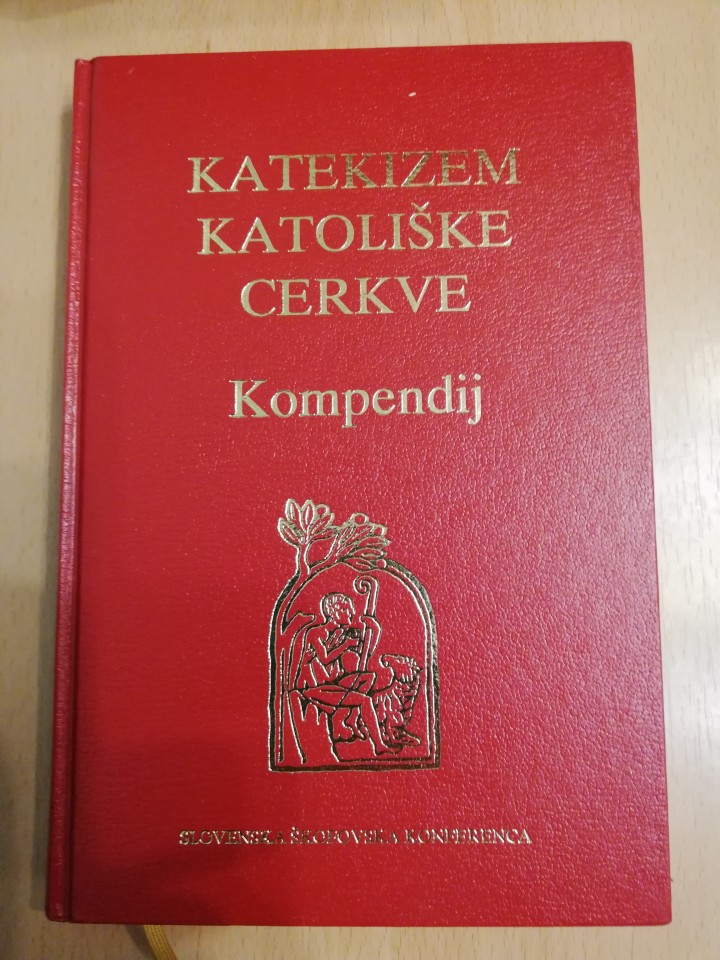 KATEKIZEM
KATOLIŠKE
CERKVE
Kompendij
SLOVENSKA ŠKOFOVSKA KONFERENCA